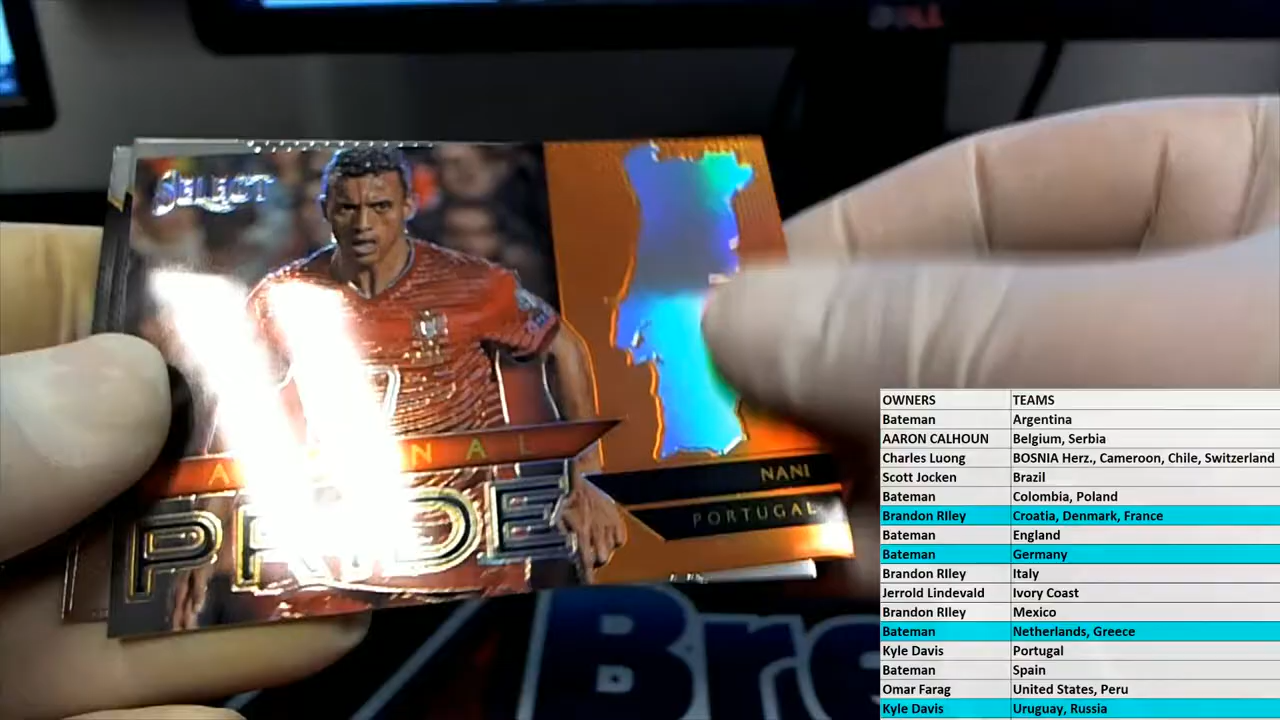 DELL
SELECT
NAL
PRIDE
NANI
PORTUGAL
Bre
OWNERS TEAMS
Bateman Argentina
AARON CALHOUN Belgium, Serbia
Charles Luong BOSNIA Herz., Cameroon, Chile, Switzerland
Scott Jocken Brazil
Bateman Colombia, Poland
Brandon RIley Croatia, Denmark, France
Bateman England
Bateman Germany
Brandon RIley Italy
Jerrold Lindevald Ivory Coast
Brandon RIley Mexico
Bateman Netherlands, Greece
Kyle Davis Portugal
Bateman Spain
Omar Farag United States, Peru
Kyle Davis Uruguay, Russia